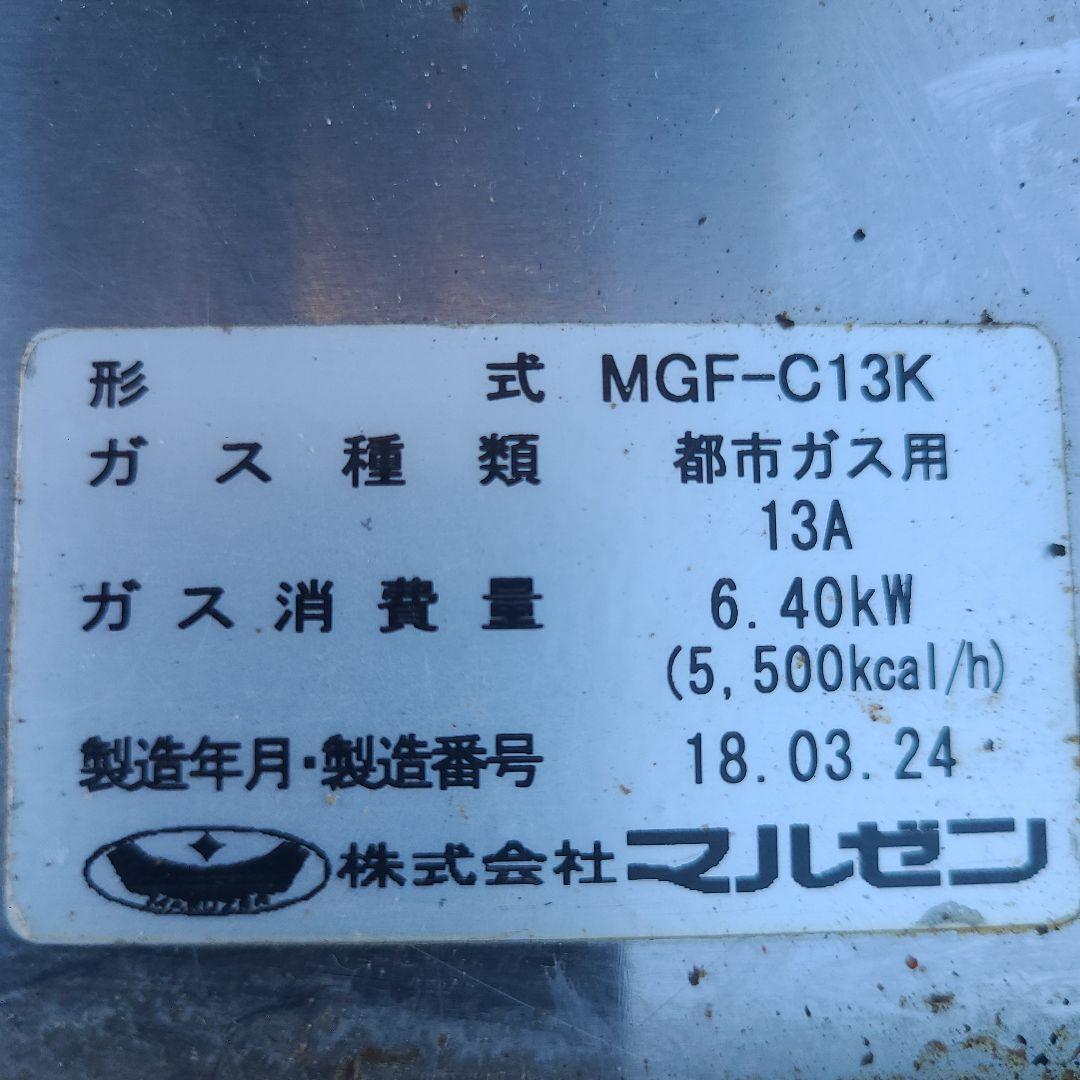 形式 MGF-C13K
ガス種類 都市ガス用
13A
ガス消費量 6.40kW
(5,500kcal/h)
製造年月・製造番号 18.03.24
MARUZEN 株式会社マルゼン